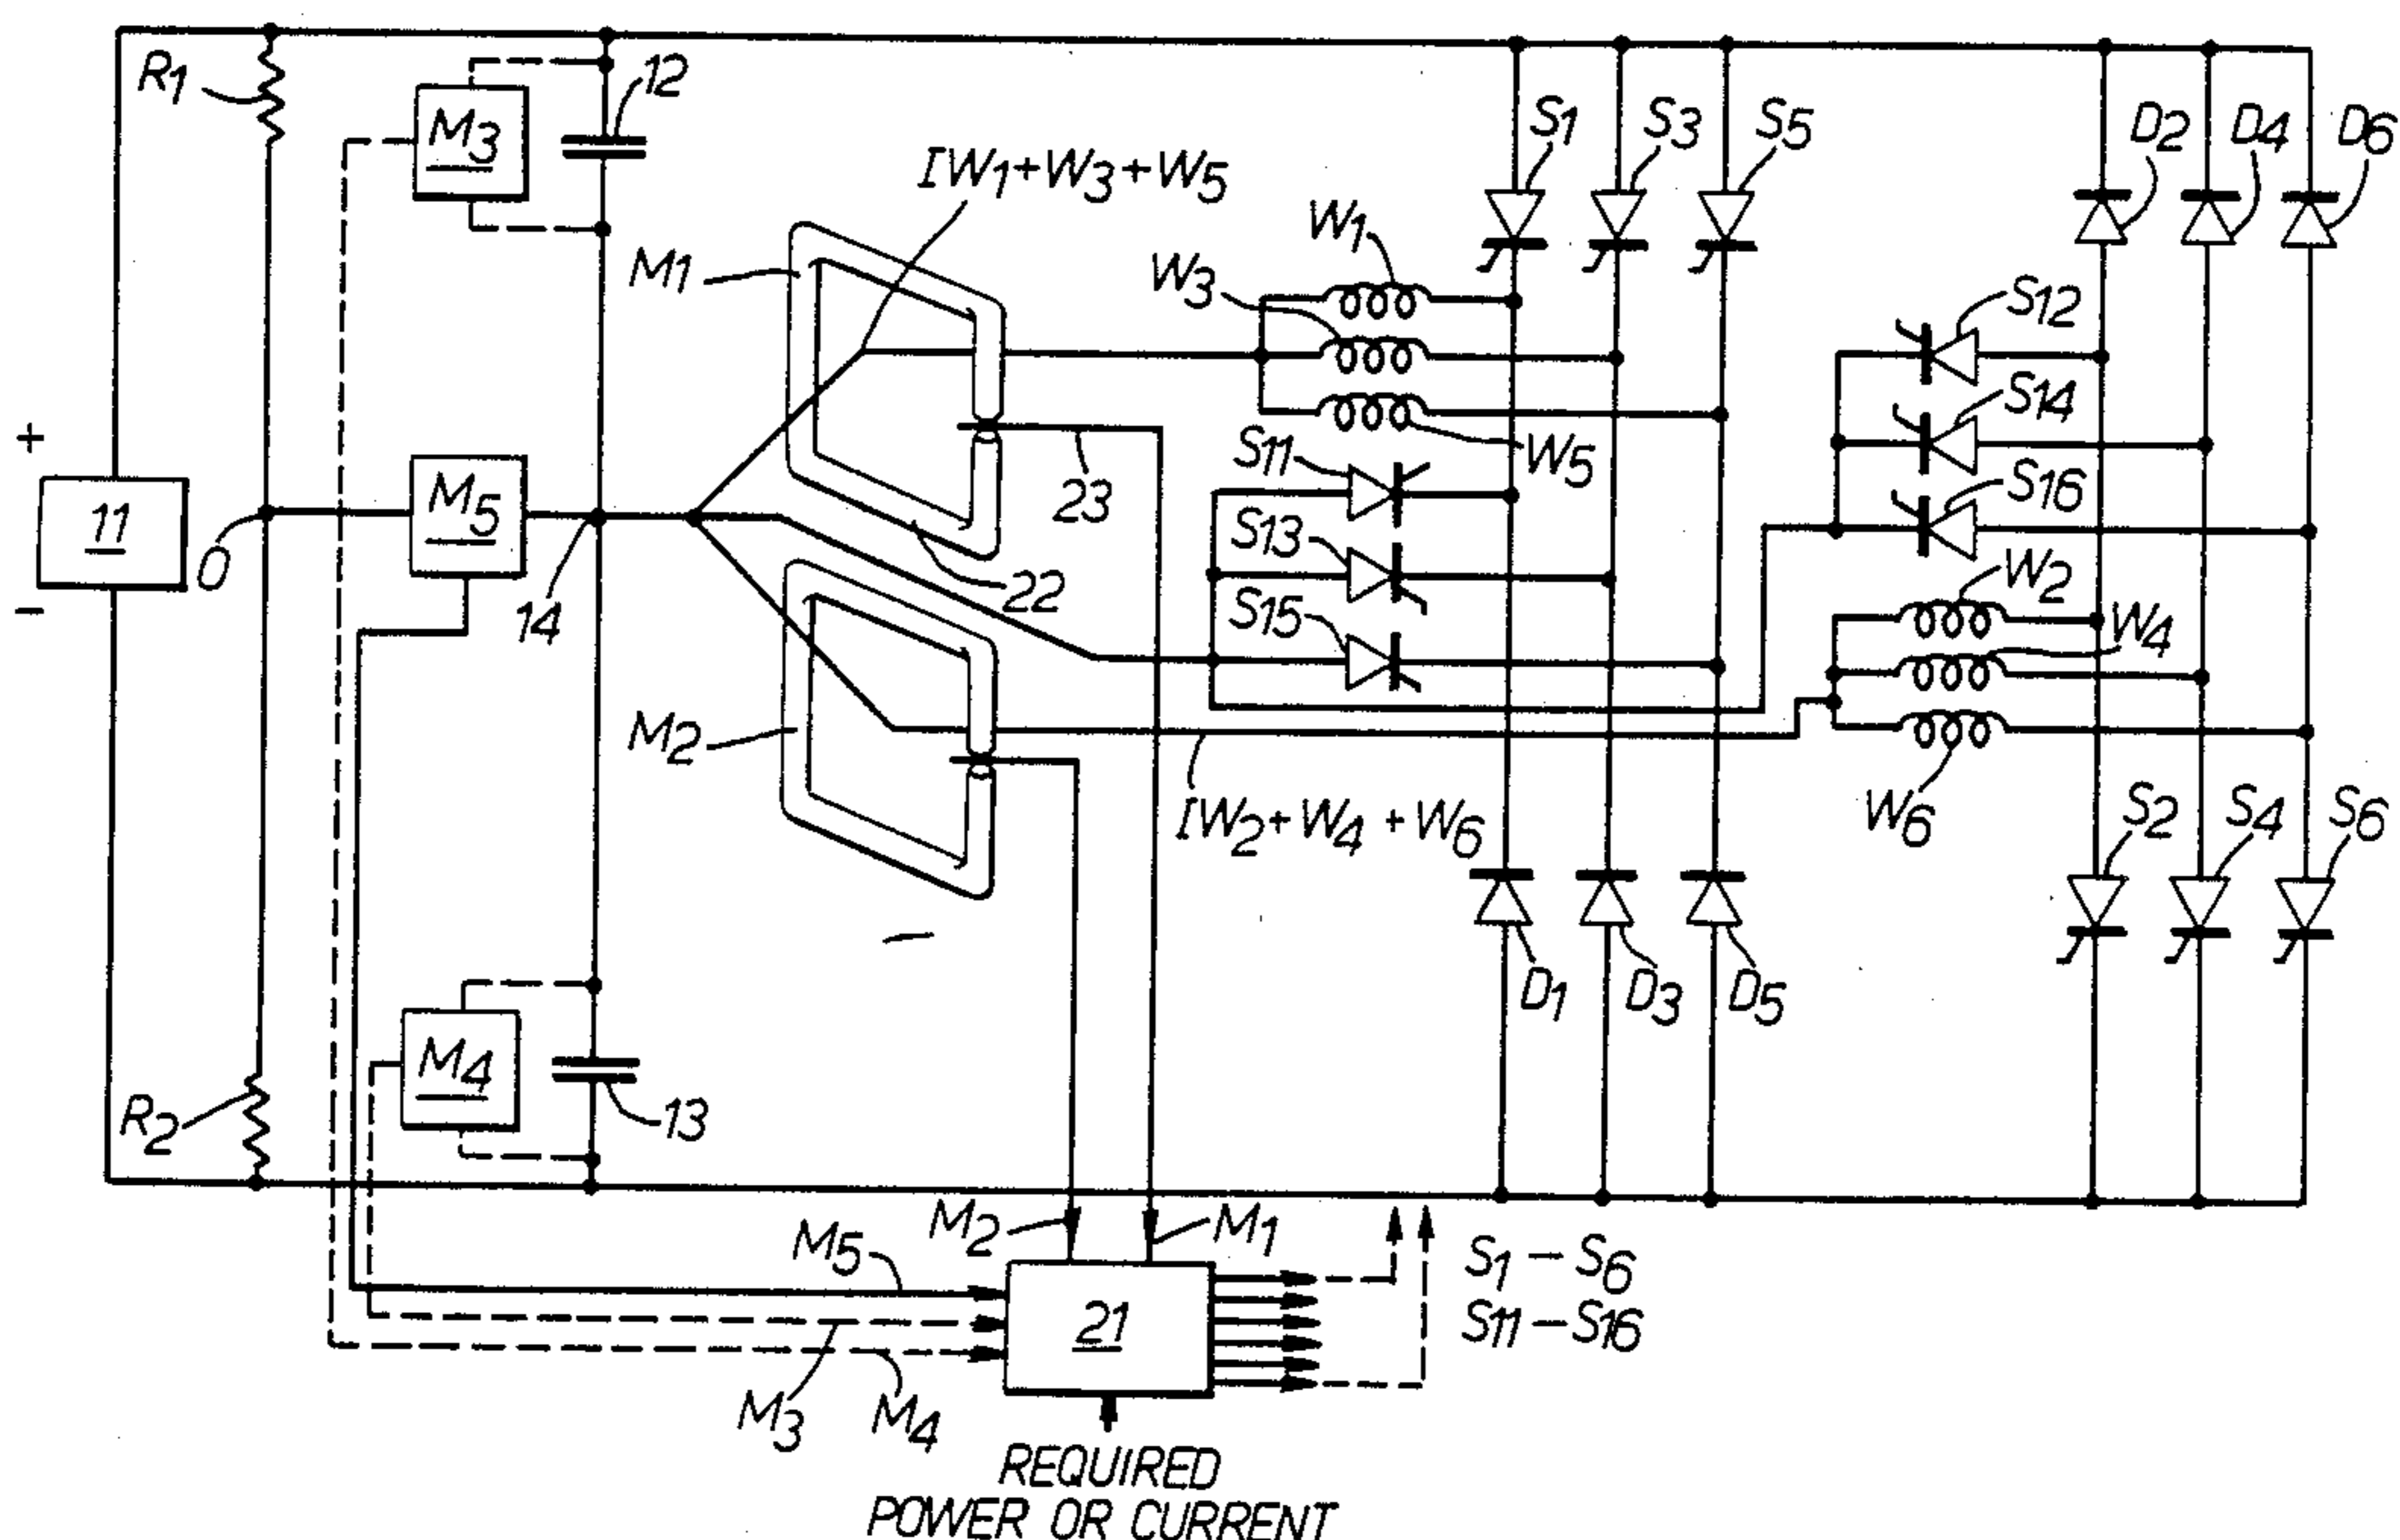 R1
M3
12
IW1+W3+W5
S1
S3
S5
D2
D4
D6
M1
W1
W3
W5
S12
S14
S16
+
11
−
0
M5
14
23
22
S11
S13
S15
W2
W4
W6
M2
IW2+W4+W6
S2
S4
S6
D1
D3
D5
M4
13
R2
M2
M1
M5
21
S1 − S6
S11 − S16
M3
M4
REQUIRED
POWER OR CURRENT